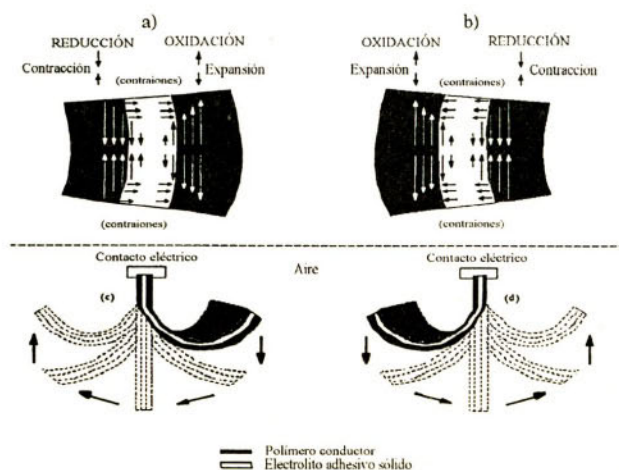 a)
REDUCCIÓN
OXIDACIÓN
Contracción
Expansión
(contraiones)
(contraiones)
b)
OXIDACIÓN
REDUCCIÓN
Expansión
Contraccion
(contraiones)
(contraiones)
Contacto eléctrico
Aire
Contacto eléctrico
(c)
(d)
Polímero conductor
Electrolito adhesivo sólido